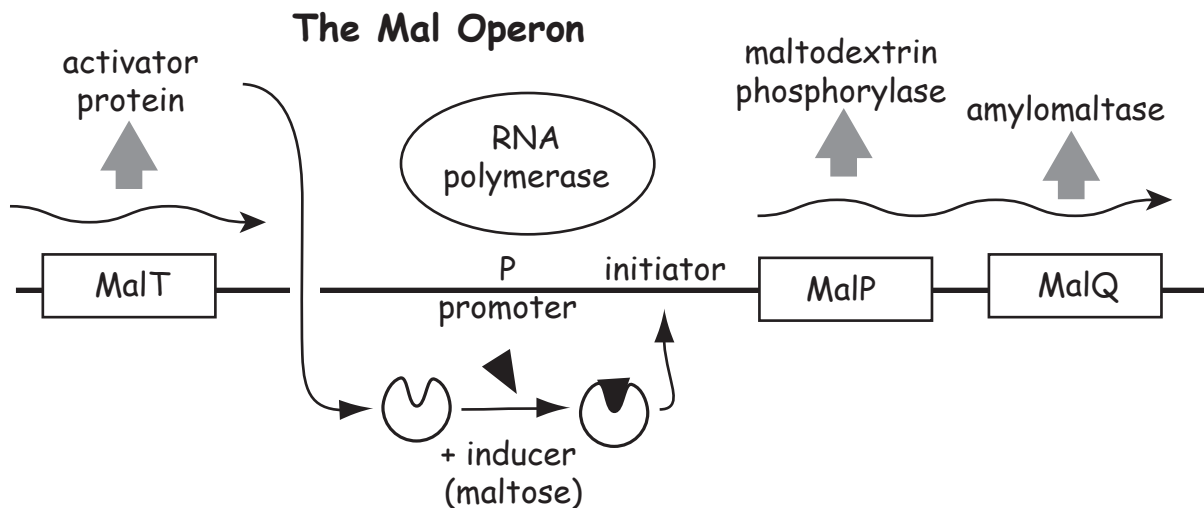 The Mal Operon
activator
protein
RNA
polymerase
maltodextrin
phosphorylase
amylomaltase
MalT
P
promoter
initiator
MalP
MalQ
+ inducer
(maltose)